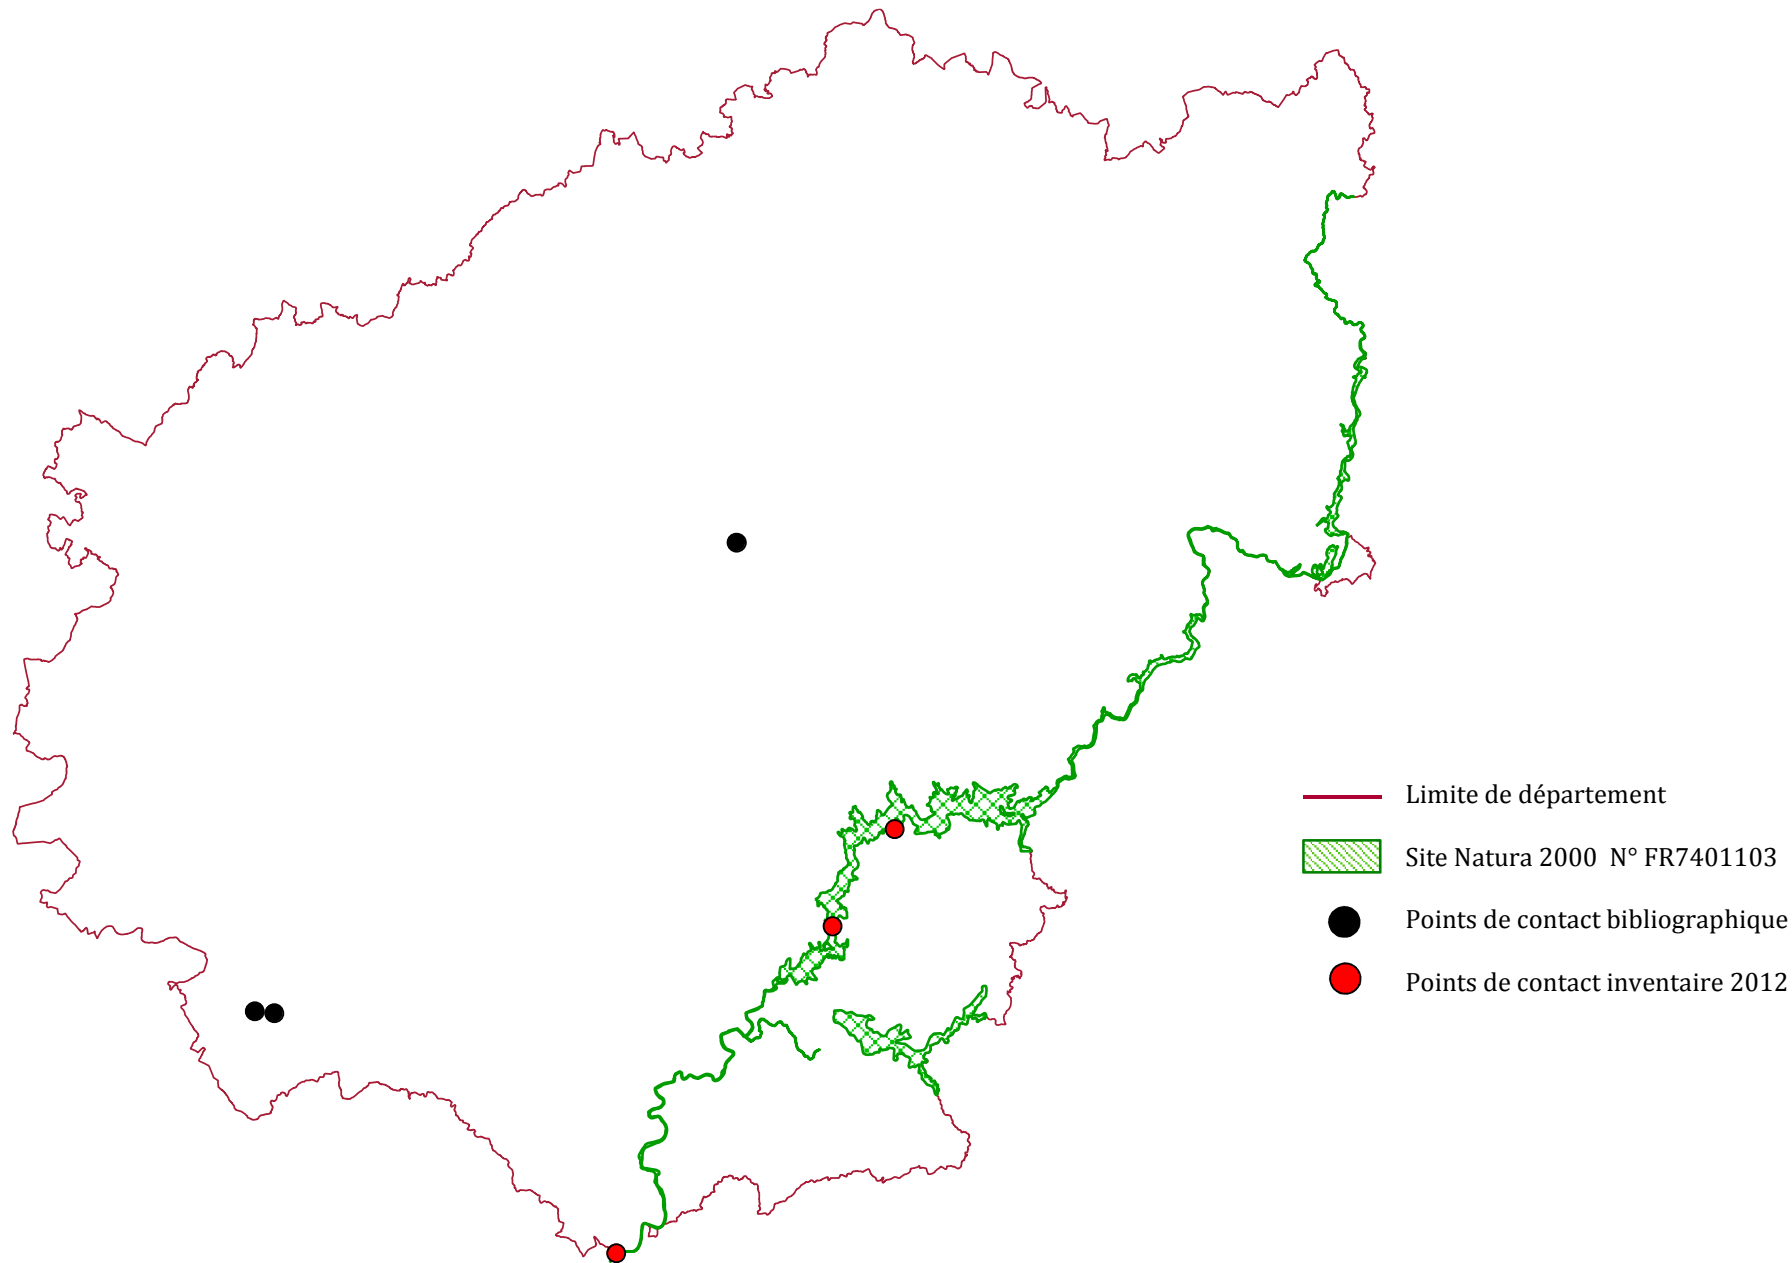 Limite de département
Site Natura 2000 N° FR7401103
Points de contact bibliographique
Points de contact inventaire 2012